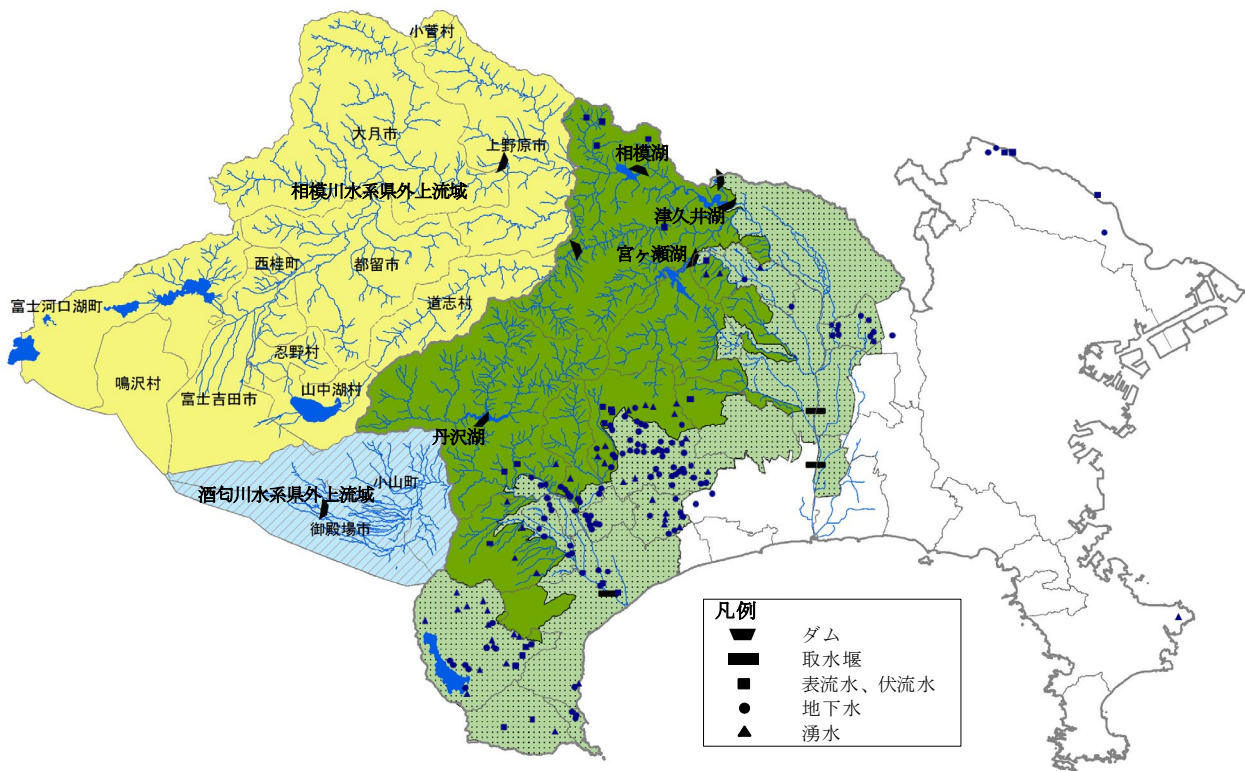 小菅村
大月市
上野原市
相模湖
相模川水系県外上流域
津久井湖
宮ヶ瀬湖
西桂町
都留市
道志村
富士河口湖町
忍野村
鳴沢村
富士吉田市
山中湖村
丹沢湖
小山町
酒匂川水系県外上流域
御殿場市
凡例
ダム
取水堰
表流水、伏流水
地下水
湧水